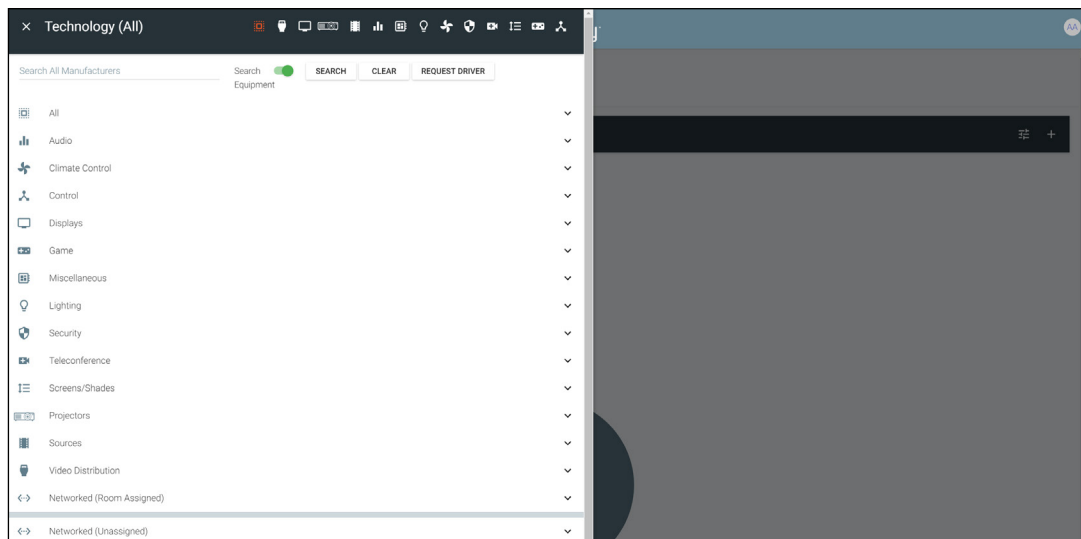 Technology (All)
AA
Search All Manufacturers
Search
Equipment
SEARCH
CLEAR
REQUEST DRIVER
All
Audio
Climate Control
Control
Displays
Game
Miscellaneous
Lighting
Security
Teleconference
Screens/Shades
Projectors
Sources
Video Distribution
Networked (Room Assigned)
Networked (Unassigned)